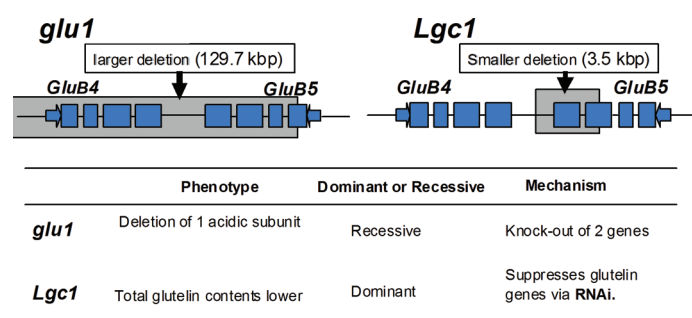 glu1
Lgc1
larger deletion (129.7 kbp)
Smaller deletion (3.5 kbp)
GluB4
GluB5
GluB4
GluB5
Phenotype Dominant or Recessive Mechanism
glu1 Deletion of 1 acidic subunit Recessive Knock-out of 2 genes
Lgc1 Total glutelin contents lower Dominant Suppresses glutelin
genes via RNAi.